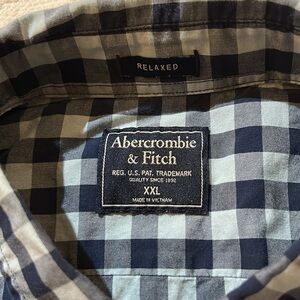 RELAXED
Abercrombie
& Fitch
REG. U.S. PAT. TRADEMARK
QUALITY SINCE 1892
XXL
MADE IN VIETNAM